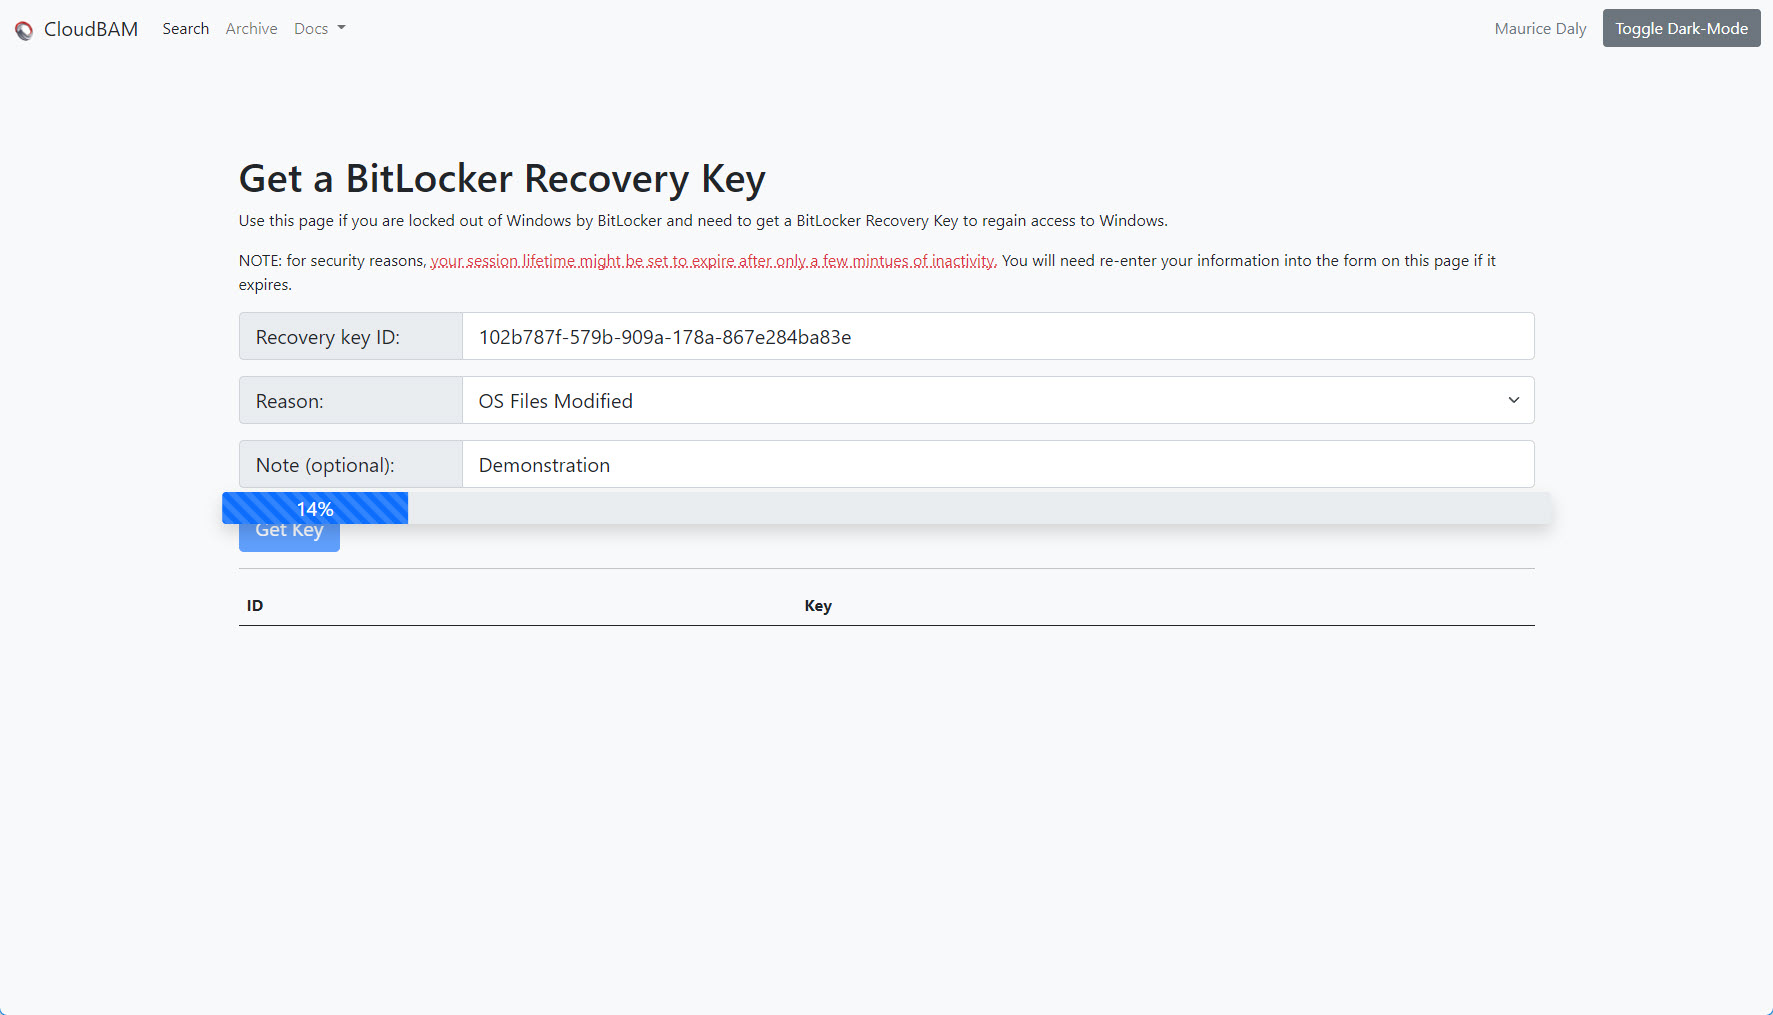 CloudBAM Search Archive Docs Maurice Daly Toggle Dark-Mode
Get a BitLocker Recovery Key
Use this page if you are locked out of Windows by BitLocker and need to get a BitLocker Recovery Key to regain access to Windows.
NOTE: for security reasons, your session lifetime might be set to expire after only a few mintues of inactivity. You will need re-enter your information into the form on this page if it
expires.
Recovery key ID: 102b787f-579b-909a-178a-867e284ba83e
Reason: OS Files Modified
Note (optional): Demonstration
14%
Get Key
ID Key